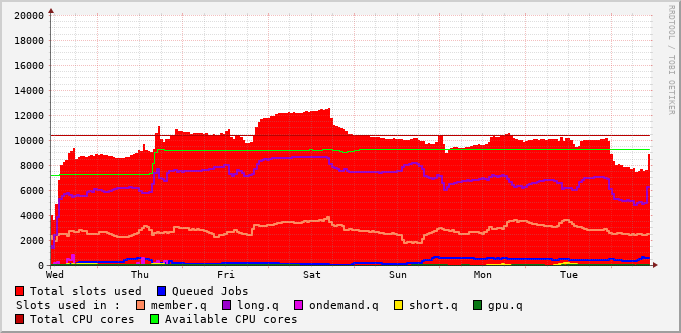 20000
18000
16000
14000
12000
10000
8000
6000
4000
2000
0
Wed Thu Fri Sat Sun Mon Tue
RRDTOOL / TOBI OETIKER
Total slots used Queued Jobs
Slots used in : member.q long.q ondemand.q short.q gpu.q
Total CPU cores Available CPU cores